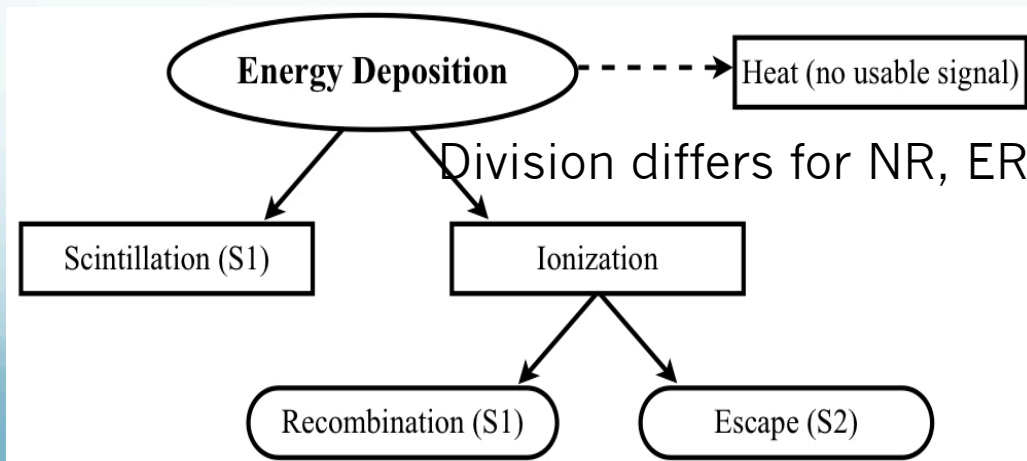 Energy Deposition
Heat (no usable signal)
Division differs for NR, ER
Scintillation (S1)
Ionization
Recombination (S1)
Escape (S2)